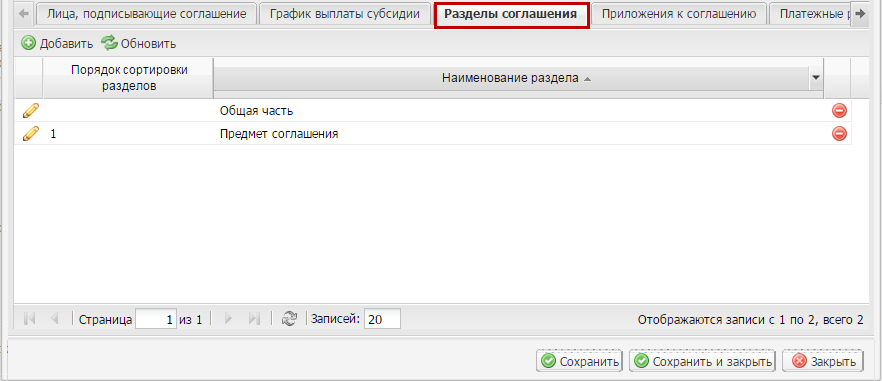 Лица, подписывающие соглашение График выплаты субсидии Разделы соглашения Приложения к соглашению Платежные
Добавить Обновить
Порядок сортировки разделов Наименование раздела
Общая часть
1 Предмет соглашения
Страница 1 из 1 Записей: 20 Отображаются записи с 1 по 2, всего 2
Сохранить Сохранить и закрыть Закрыть